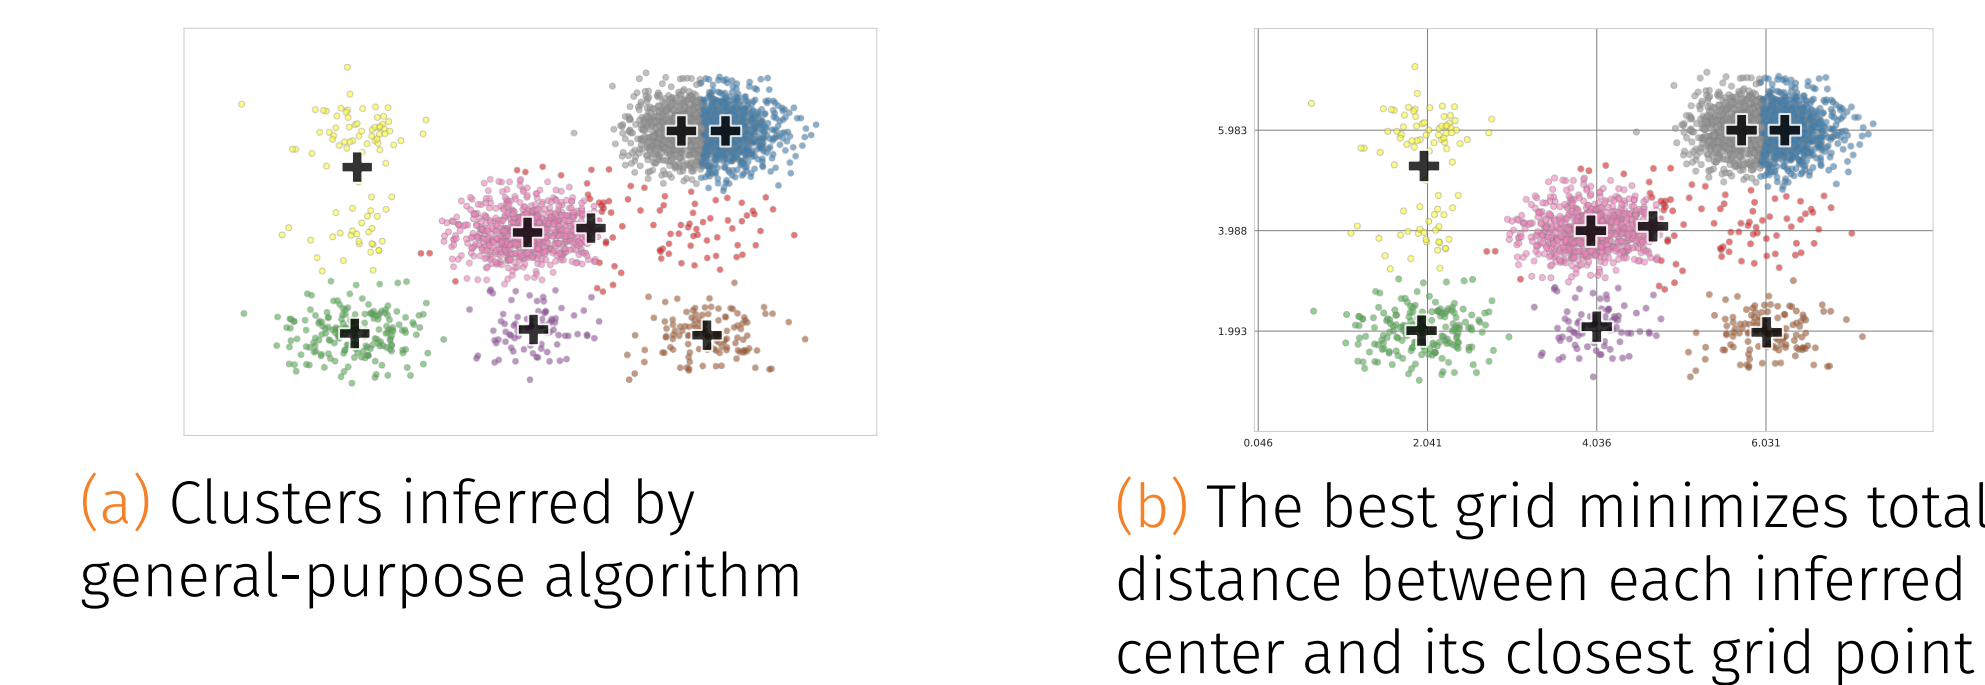 5.983
3.988
1.993
0.046 2.041 4.036 6.031
(a) Clusters inferred by
general-purpose algorithm
(b) The best grid minimizes total
distance between each inferred
center and its closest grid point